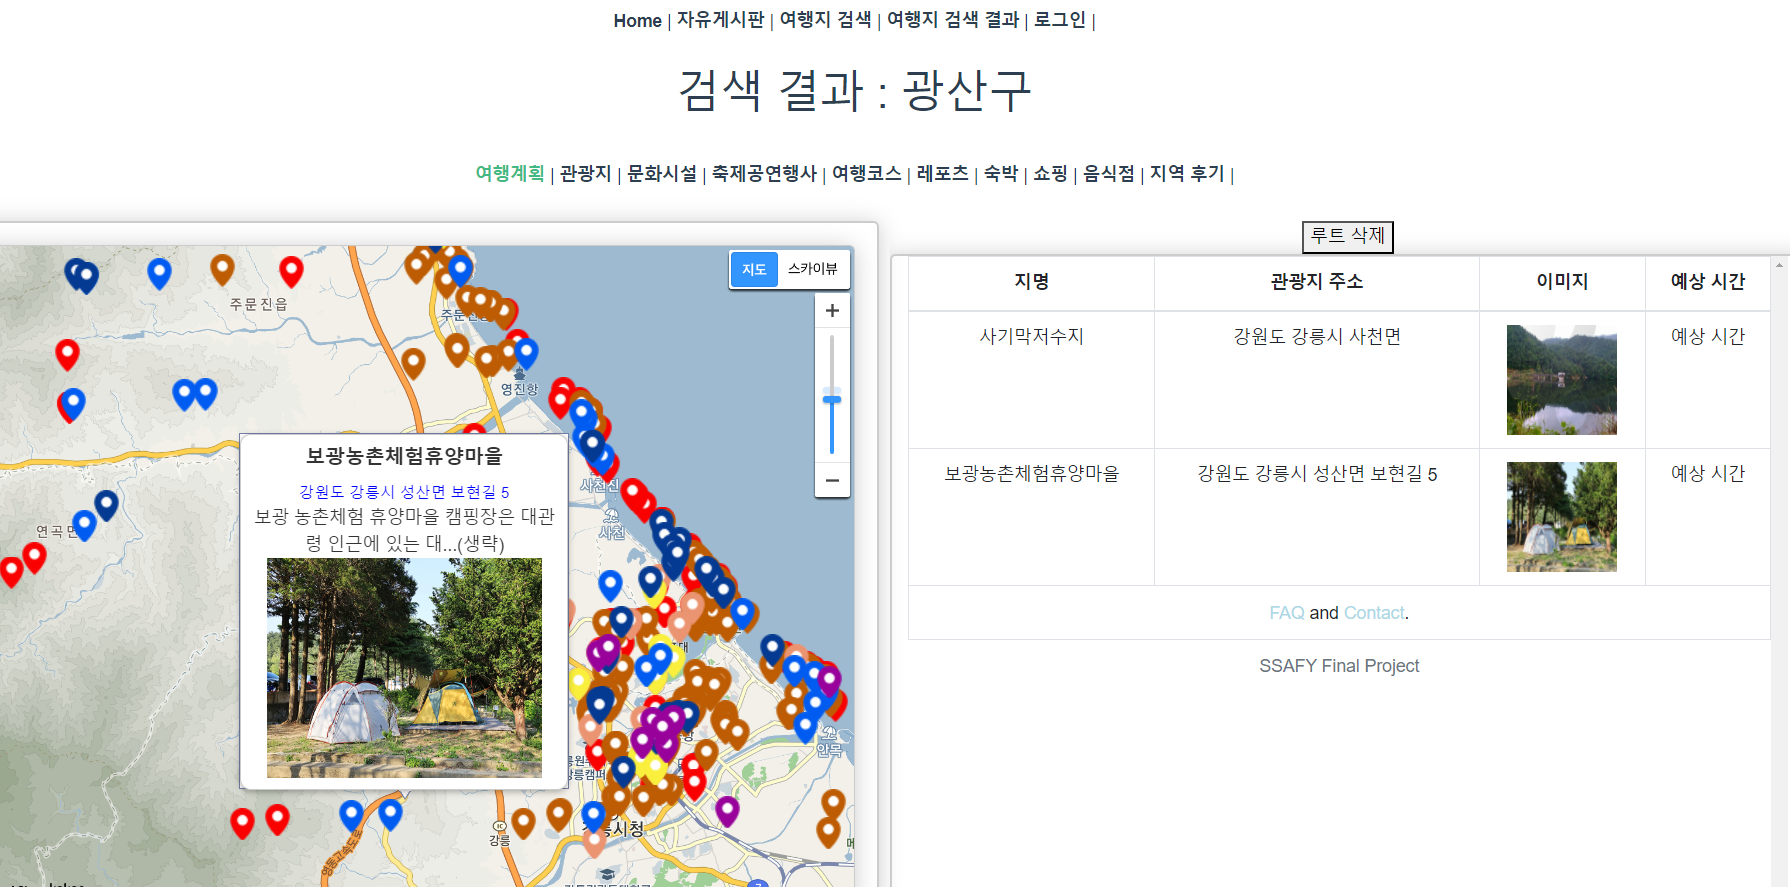 Home | 자유게시판 | 여행지 검색 | 여행지 검색 결과 | 로그인 |
검색 결과 : 광산구
여행계획 | 관광지 | 문화시설 | 축제공연행사 | 여행코스 | 레포츠 | 숙박 | 쇼핑 | 음식점 | 지역 후기 |
지도 스카이뷰
주문진읍
영진항
사천진
사천
연곡면
보광농촌체험휴양마을
강원도 강릉시 성산면 보현길 5
보광 농촌체험 휴양마을 캠핑장은 대관
령 인근에 있는 대...(생략)
안목
강릉
영동고속도로
루트 삭제
지명 관광지 주소 이미지 예상 시간
사기막저수지 강원도 강릉시 사천면 예상 시간
보광농촌체험휴양마을 강원도 강릉시 성산면 보현길 5 예상 시간
FAQ and Contact.
SSAFY Final Project